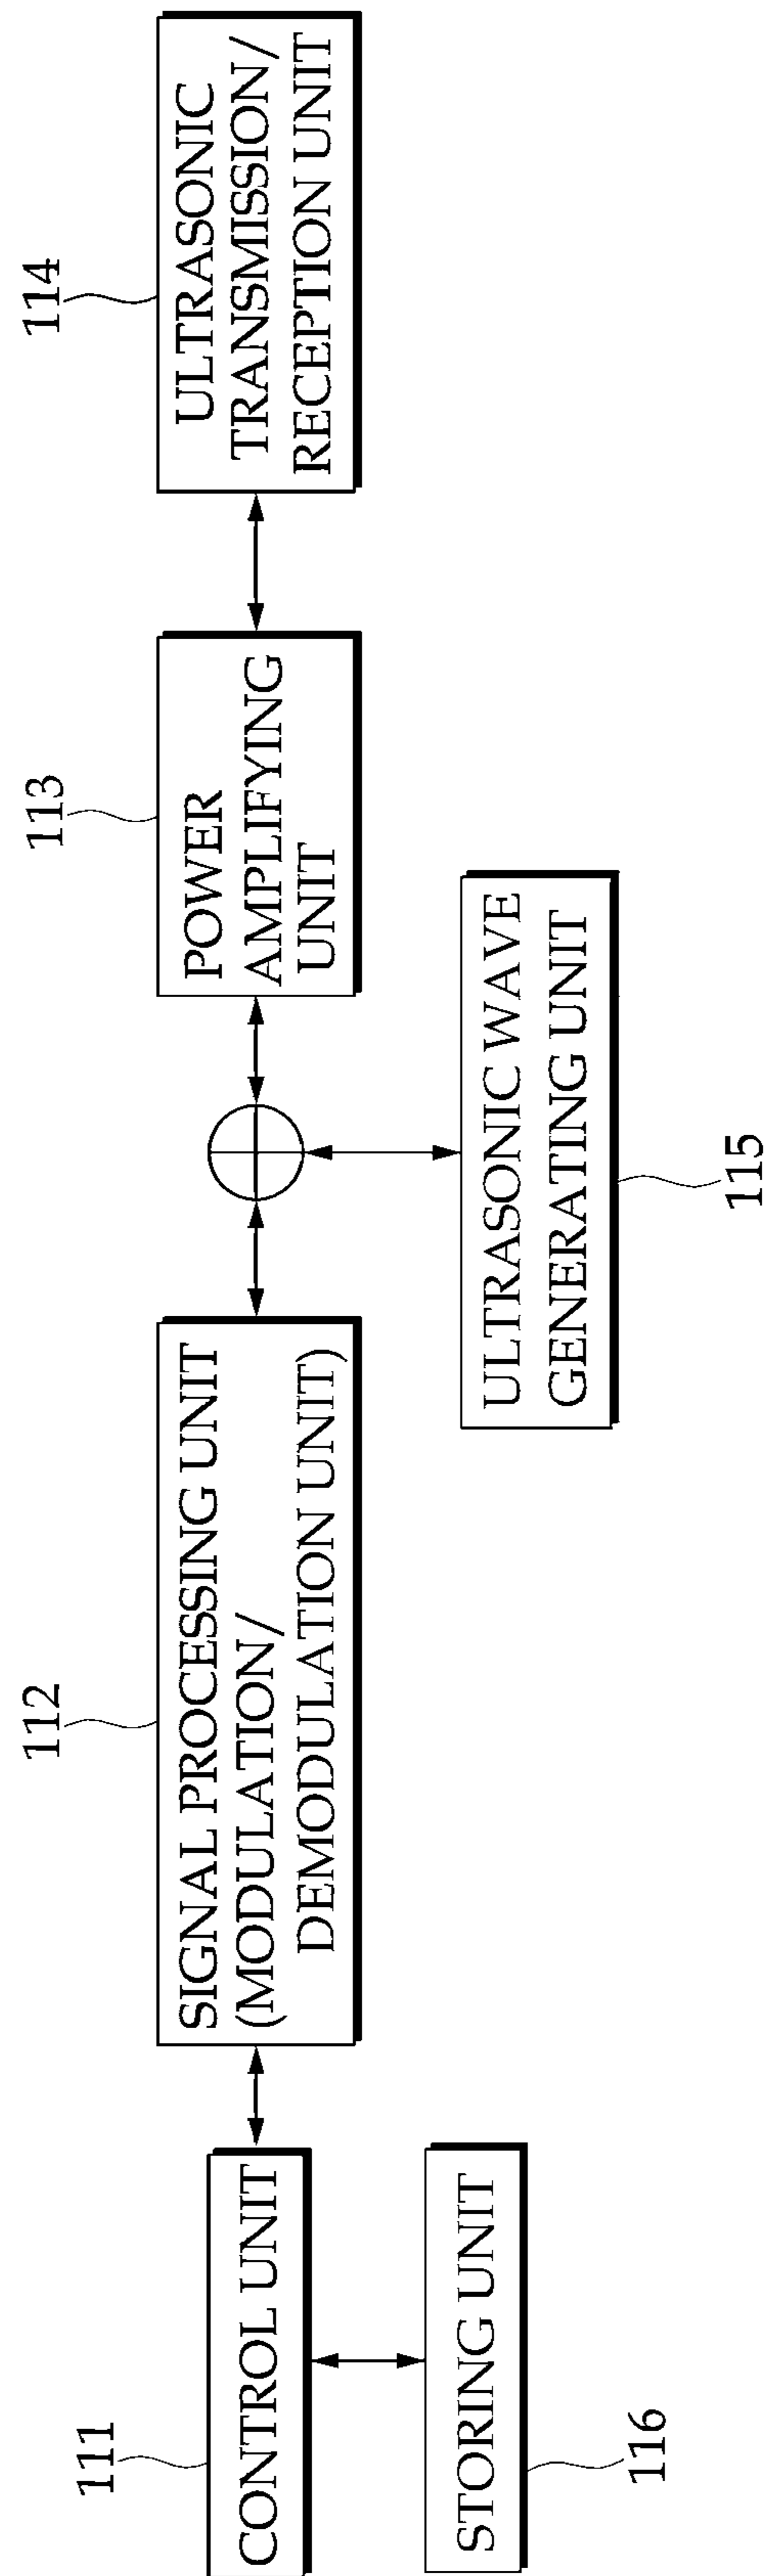 111
CONTROL UNIT
116
STORING UNIT
112
SIGNAL PROCESSING UNIT
(MODULATION/
DEMODULATION UNIT)
115
ULTRASONIC WAVE
GENERATING UNIT
113
POWER
AMPLIFYING
UNIT
114
ULTRASONIC
TRANSMISSION/
RECEPTION UNIT